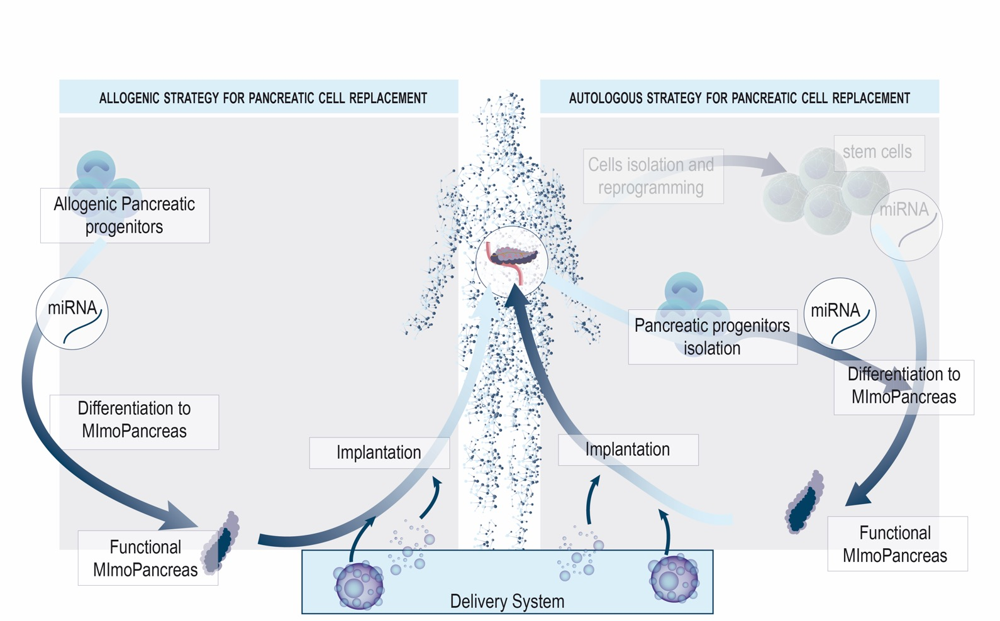 ALLOGENIC STRATEGY FOR PANCREATIC CELL REPLACEMENT
Allogenic Pancreatic
progenitors
miRNA
Differentiation to
MImoPancreas
Functional
MImoPancreas
Implantation
AUTOLOGOUS STRATEGY FOR PANCREATIC CELL REPLACEMENT
Cells isolation and
reprogramming
stem cells
miRNA
Pancreatic progenitors
isolation
miRNA
Differentiation to
MImoPancreas
Functional
MImoPancreas
Implantation
Delivery System